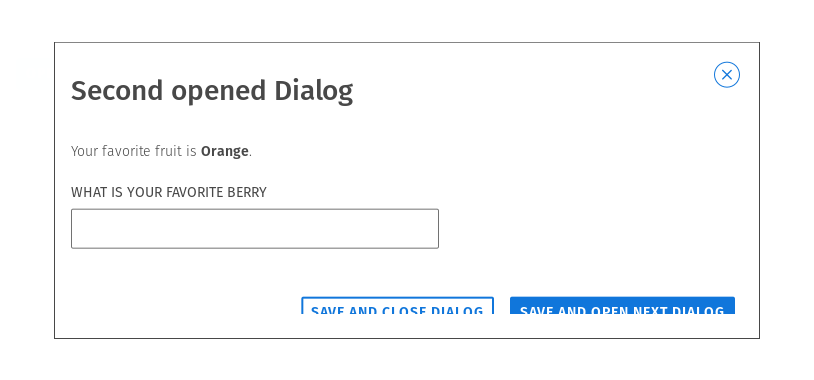 Second opened Dialog
Your favorite fruit is Orange.
WHAT IS YOUR FAVORITE BERRY
SAVE AND CLOSE DIALOG SAVE AND OPEN NEXT DIALOG